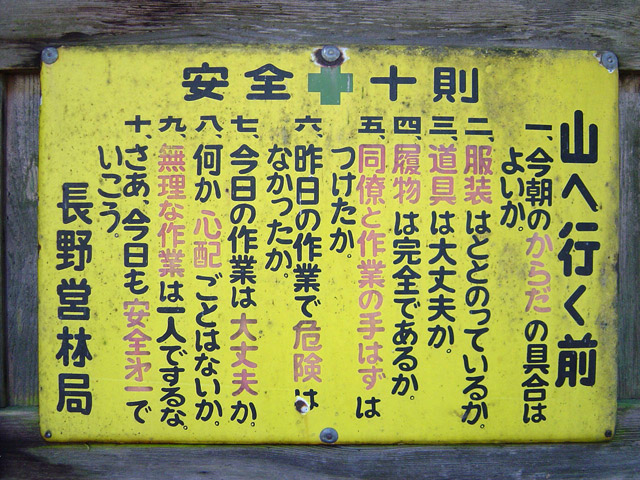 安全十則
山へ行く前
一、今朝のからだの具合は
よいか。
二、服装はととのっているか。
三、道具は大丈夫か。
四、履物は完全であるか。
五、同僚と作業の手はずは
つけたか。
六、昨日の作業で危険は
なかったか。
七、今日の作業は大丈夫か。
八、何か心配ごとはないか。
九、無理な作業は一人でするな。
十、さあ、今日も安全㐧一で
いこう。
長野営林局